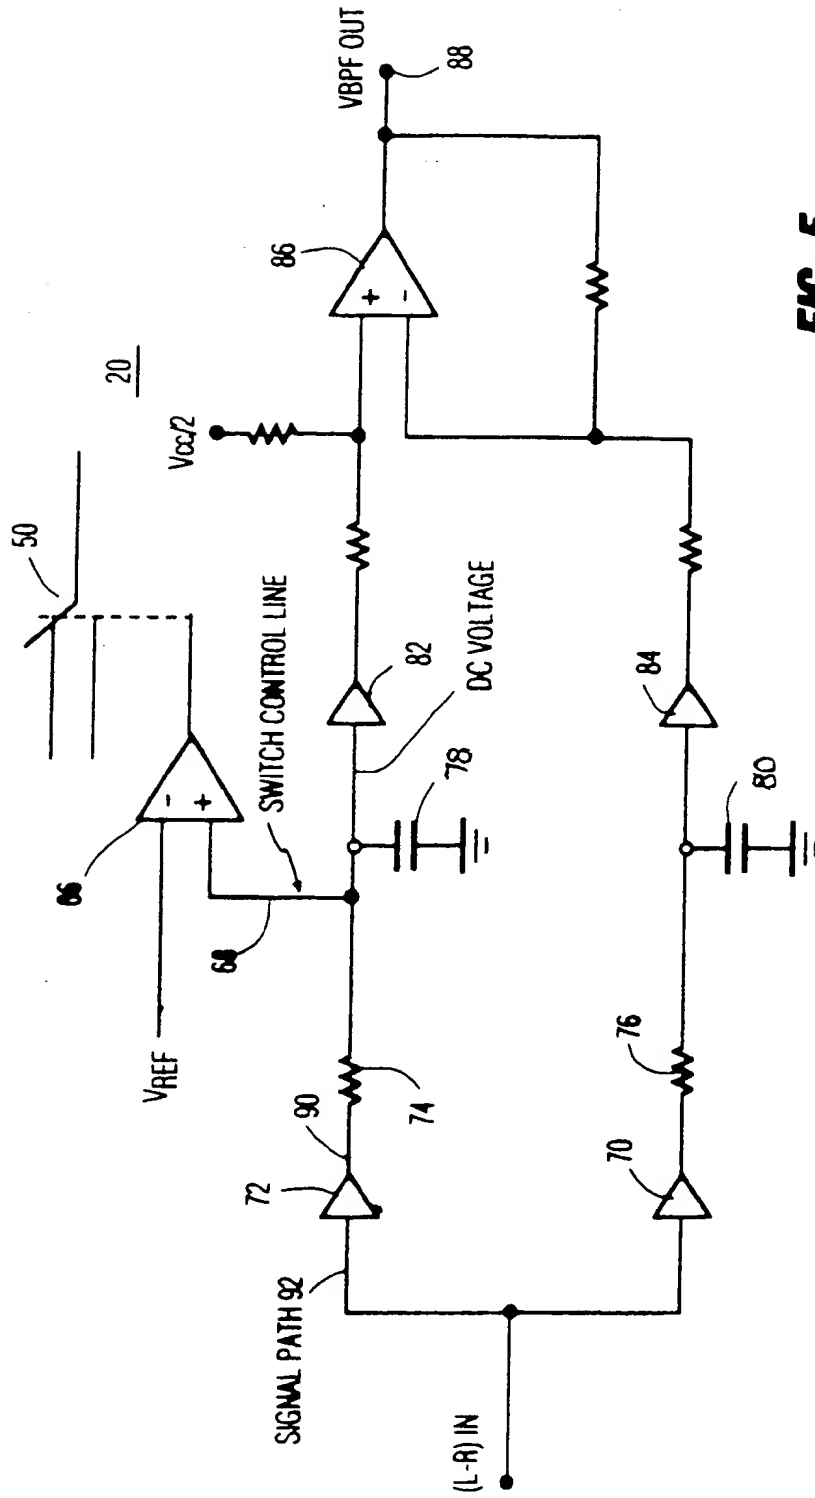 50
20
VBPF OUT
88
86
Vcc/2
SWITCH CONTROL LINE
82
DC VOLTAGE
78
84
80
VREF
90
72
74
76
70
SIGNAL PATH 92
(L-R) IN
+
-
-
+